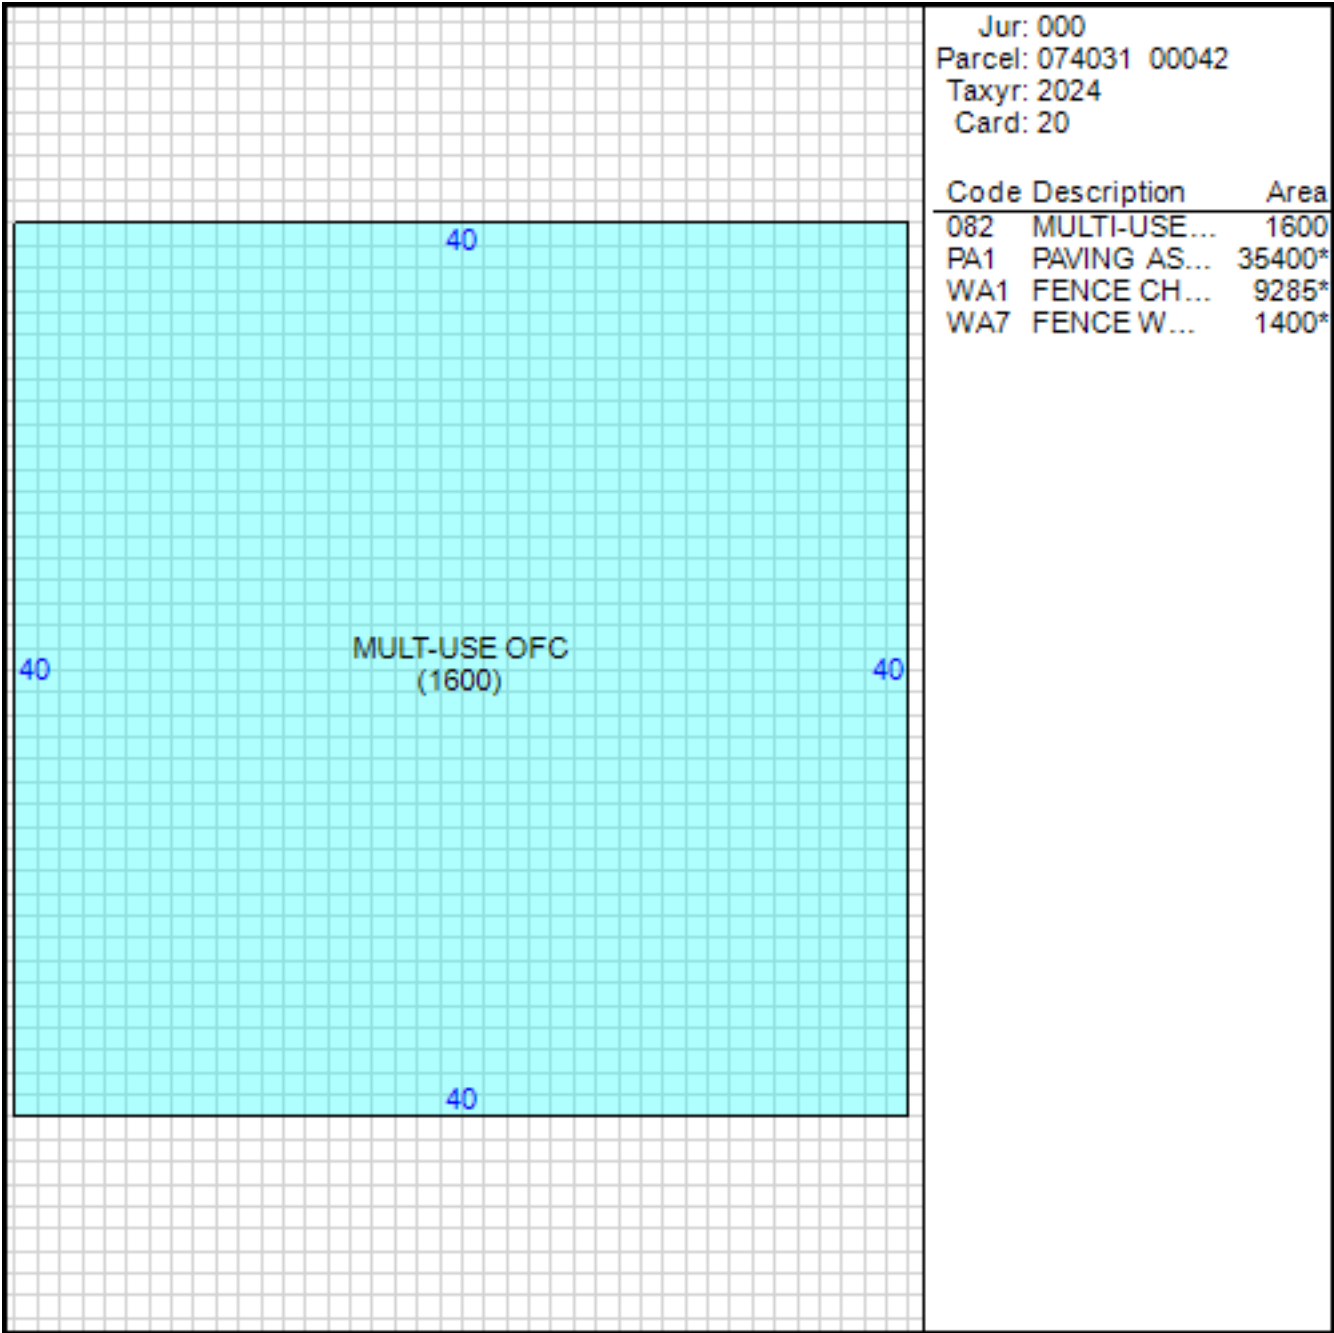 Jur: 000
Parcel: 074031 00042
Taxyr: 2024
Card: 20
Code Description Area
082 MULTI-USE... 1600
PA1 PAVING AS... 35400*
WA1 FENCE CH... 9285*
WA7 FENCE W... 1400*
40
MULT-USE OFC
40 40
(1600)
40